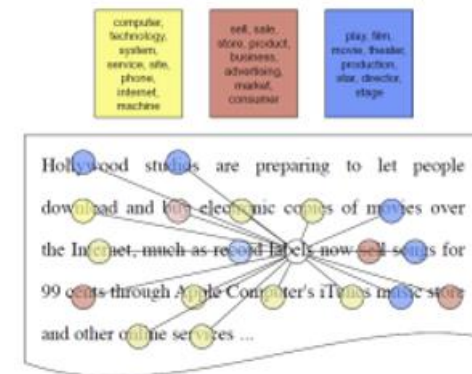 computer,
technology,
system,
service, site,
phone,
internet,
machine
sell, sale,
store, product,
business,
advertising,
market,
consumer
play, film,
movie, theater,
production,
star, director,
stage
Hollywood studios are preparing to let people
download and buy electronic copies of movies over
the Internet, much as record labels now sell songs for
99 cents through Apple Computer's iTunes music store
and other online services ...